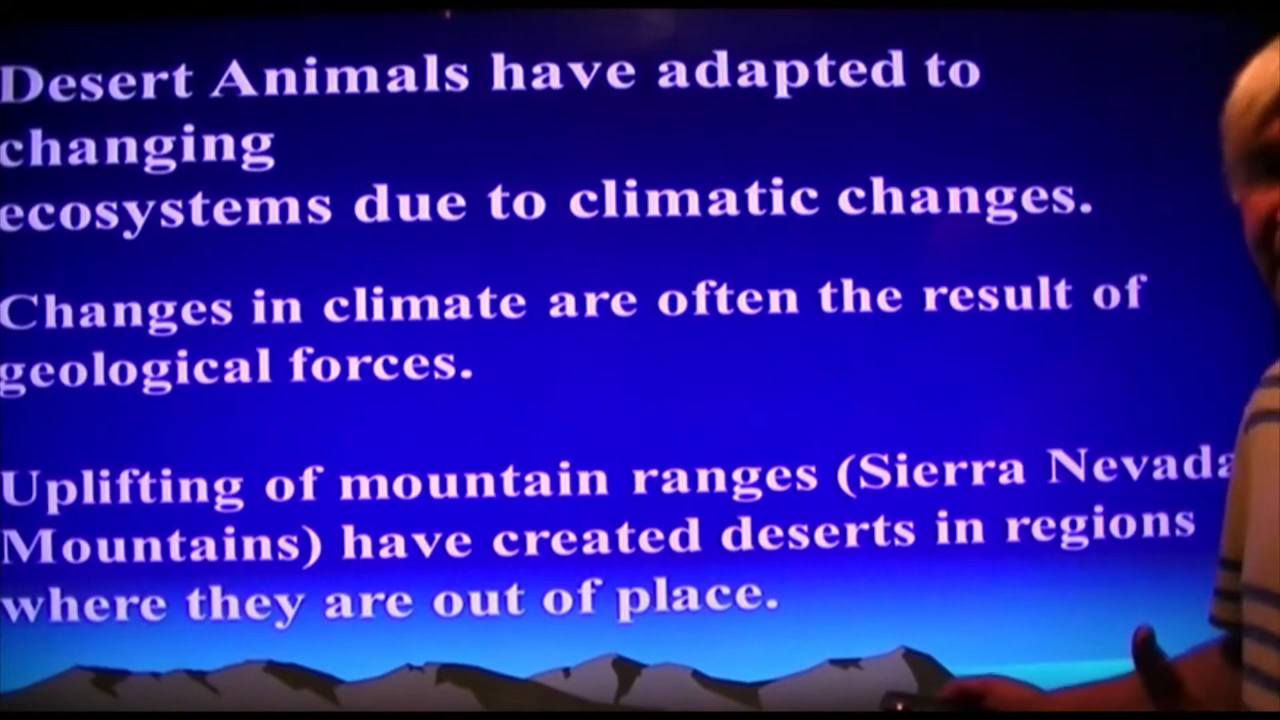 Desert Animals have adapted to
changing
ecosystems due to climatic changes.
Changes in climate are often the result of
geological forces.
Uplifting of mountain ranges (Sierra Nevada
Mountains) have created deserts in regions
where they are out of place.